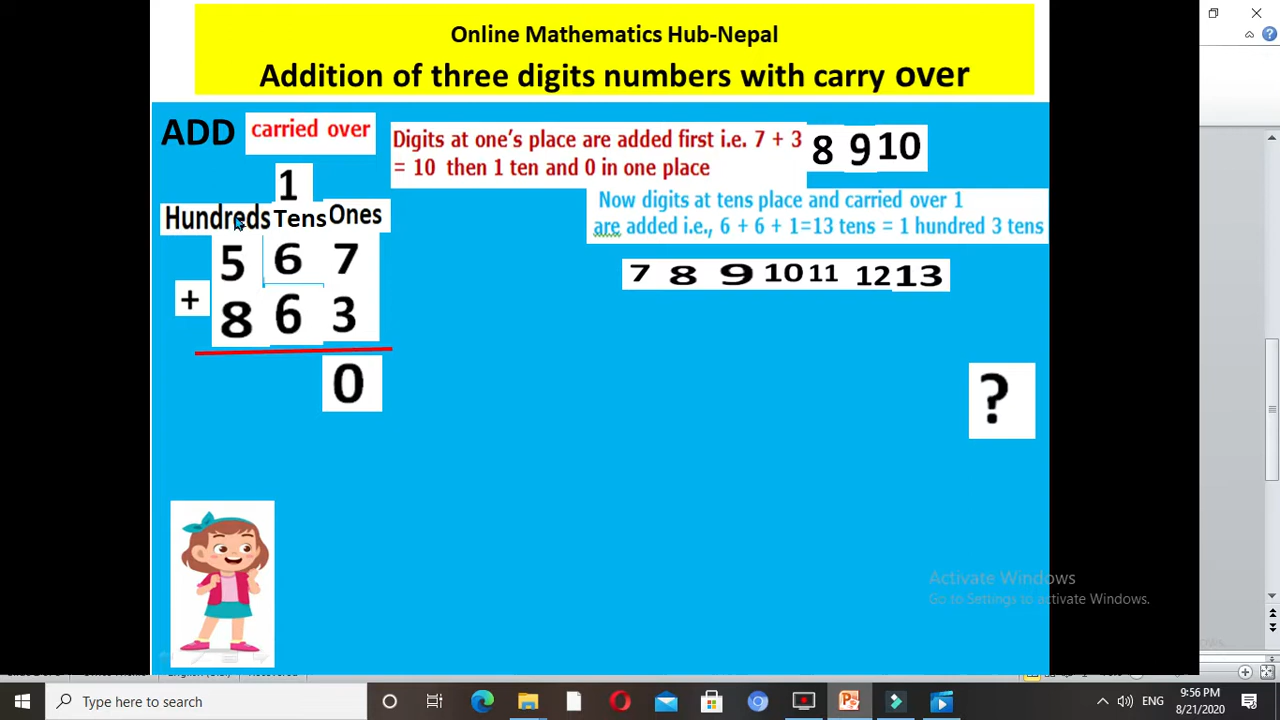 Online Mathematics Hub-Nepal
Addition of three digits numbers with carry over
ADD carried over
Digits at one's place are added first i.e. 7 + 3
= 10 then 1 ten and 0 in one place
8 9 10
1
Now digits at tens place and carried over 1
are added i.e., 6 + 6 + 1=13 tens = 1 hundred 3 tens
Hundreds Tens Ones
5 6 7
7 8 9 10 11 12 13
+ 8 6 3
0
?
Activate Windows
Go to Settings to activate Windows.
Type here to search
ENG
9:56 PM
8/21/2020